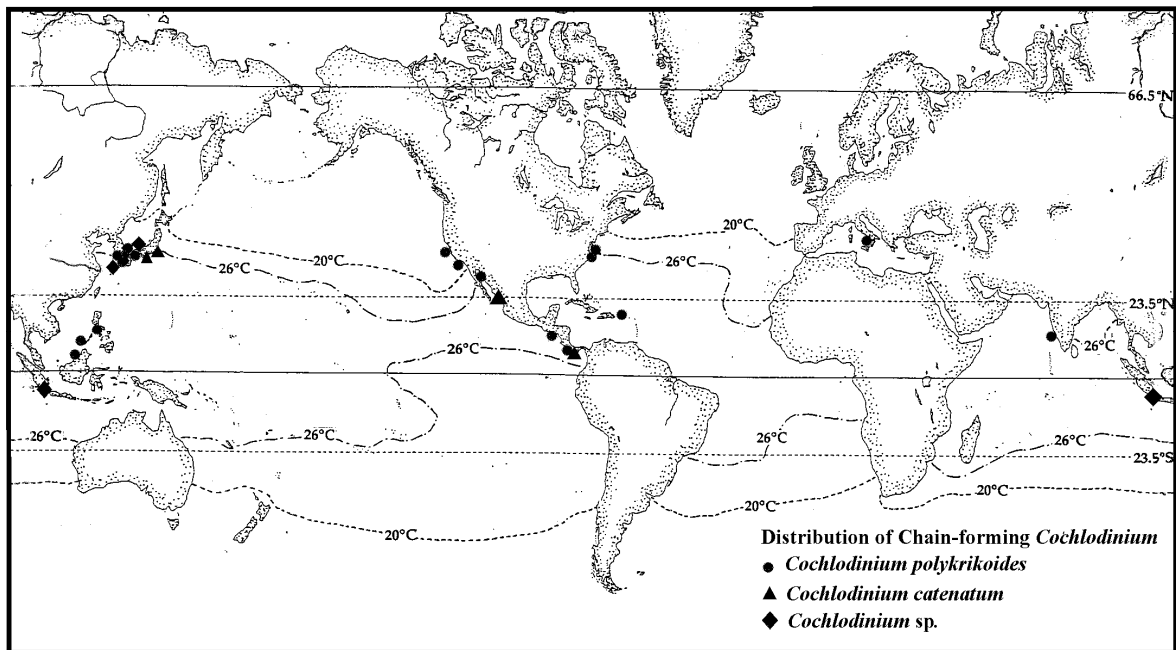 66.5°N
20°C
20°C
26°C
26°C
23.5°N
26°C
26°C
26°C
26°C
26°C
26°C
23.5°S
20°C
20°C
20°C
Distribution of Chain-forming Cochlodinium
Cochlodinium polykrikoides
Cochlodinium catenatum
Cochlodinium sp.